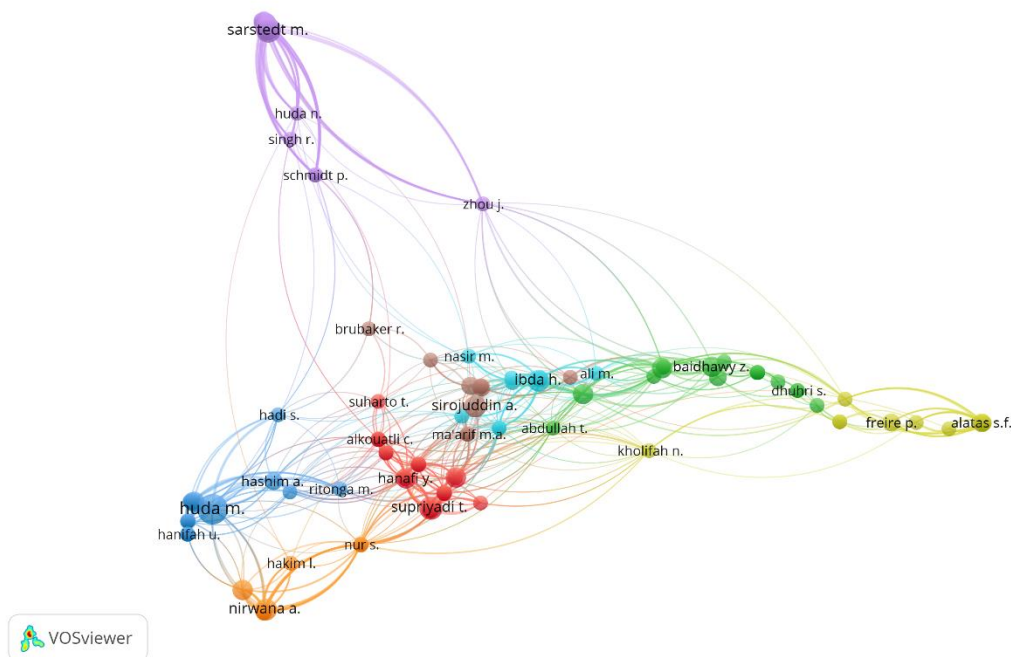 sarstedt m.
huda n.
singh r.
schmidt p.
zhou j.
brubaker r.
nasir m.
ibda h.
ali m.
baidhawy z.
dhuhri s.
suharto t.
sirojuddin a.
hadi s.
alkouatli c.
ma'arif m.a.
abdullah t.
freire p.
alatas s.f.
kholifah n.
hashim a.
ritonga m.
hanafi y.
huda m.
supriyadi t.
hanifah u.
nur s.
hakim l.
nirwana a.
VOSviewer